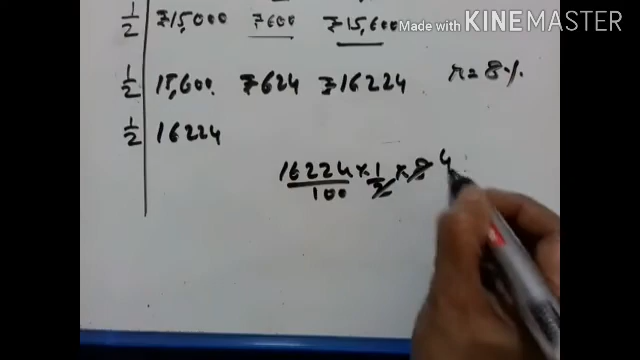 Made with KINEMASTER
1/2 ₹15,000 ₹600 ₹15,600
1/2 15,600 ₹624 ₹16224 r = 8%
1/2 16224
16224/100 × 1/2 × 8 4